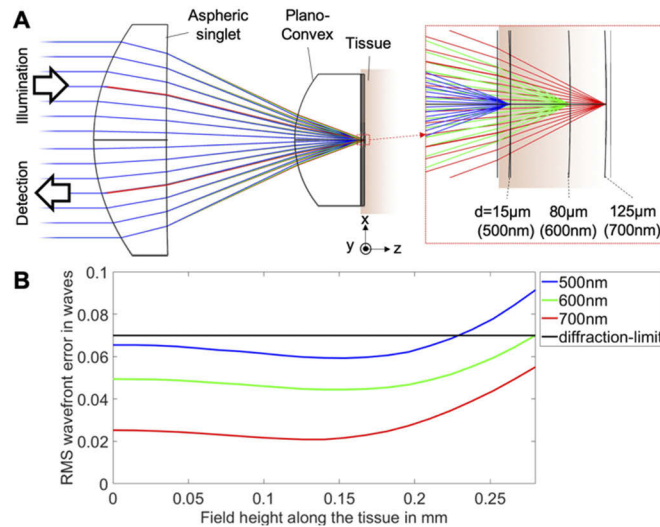 A
Aspheric
singlet
Plano-
Convex
Tissue
Illumination
Detection
x
y
z
d=15µm
(500nm)
80µm
(600nm)
125µm
(700nm)
B
0.1
0.08
0.06
0.04
0.02
0
RMS wavefront error in waves
0
0.05
0.1
0.15
0.2
0.25
Field height along the tissue in mm
500nm
600nm
700nm
diffraction-limit